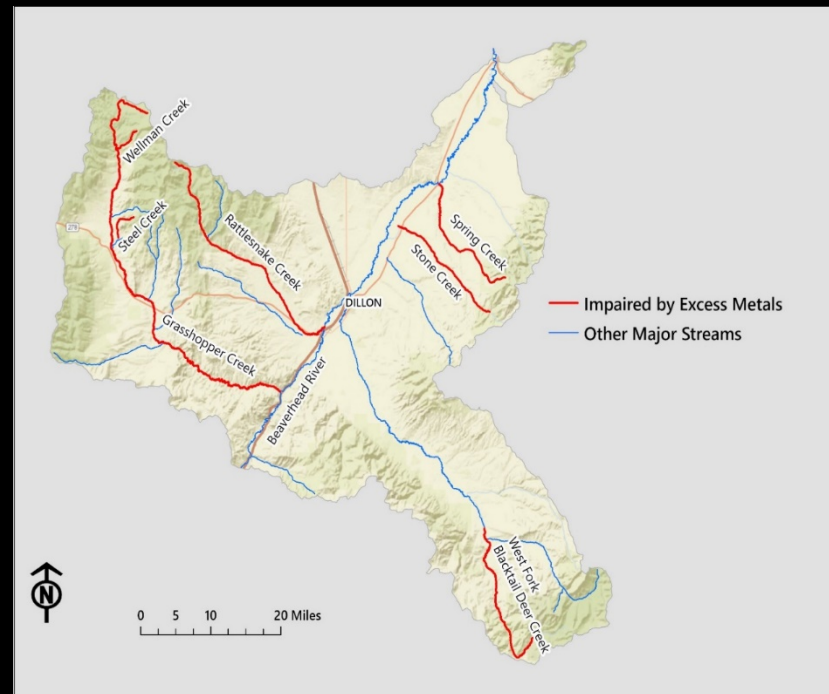 Wellman Creek
Steel Creek
278
Rattlesnake Creek
Grasshopper Creek
Beaverhead River
DILLON
Spring Creek
Stone Creek
West Fork
Blacktail Deer Creek
Impaired by Excess Metals
Other Major Streams
N
0 5 10 20 Miles